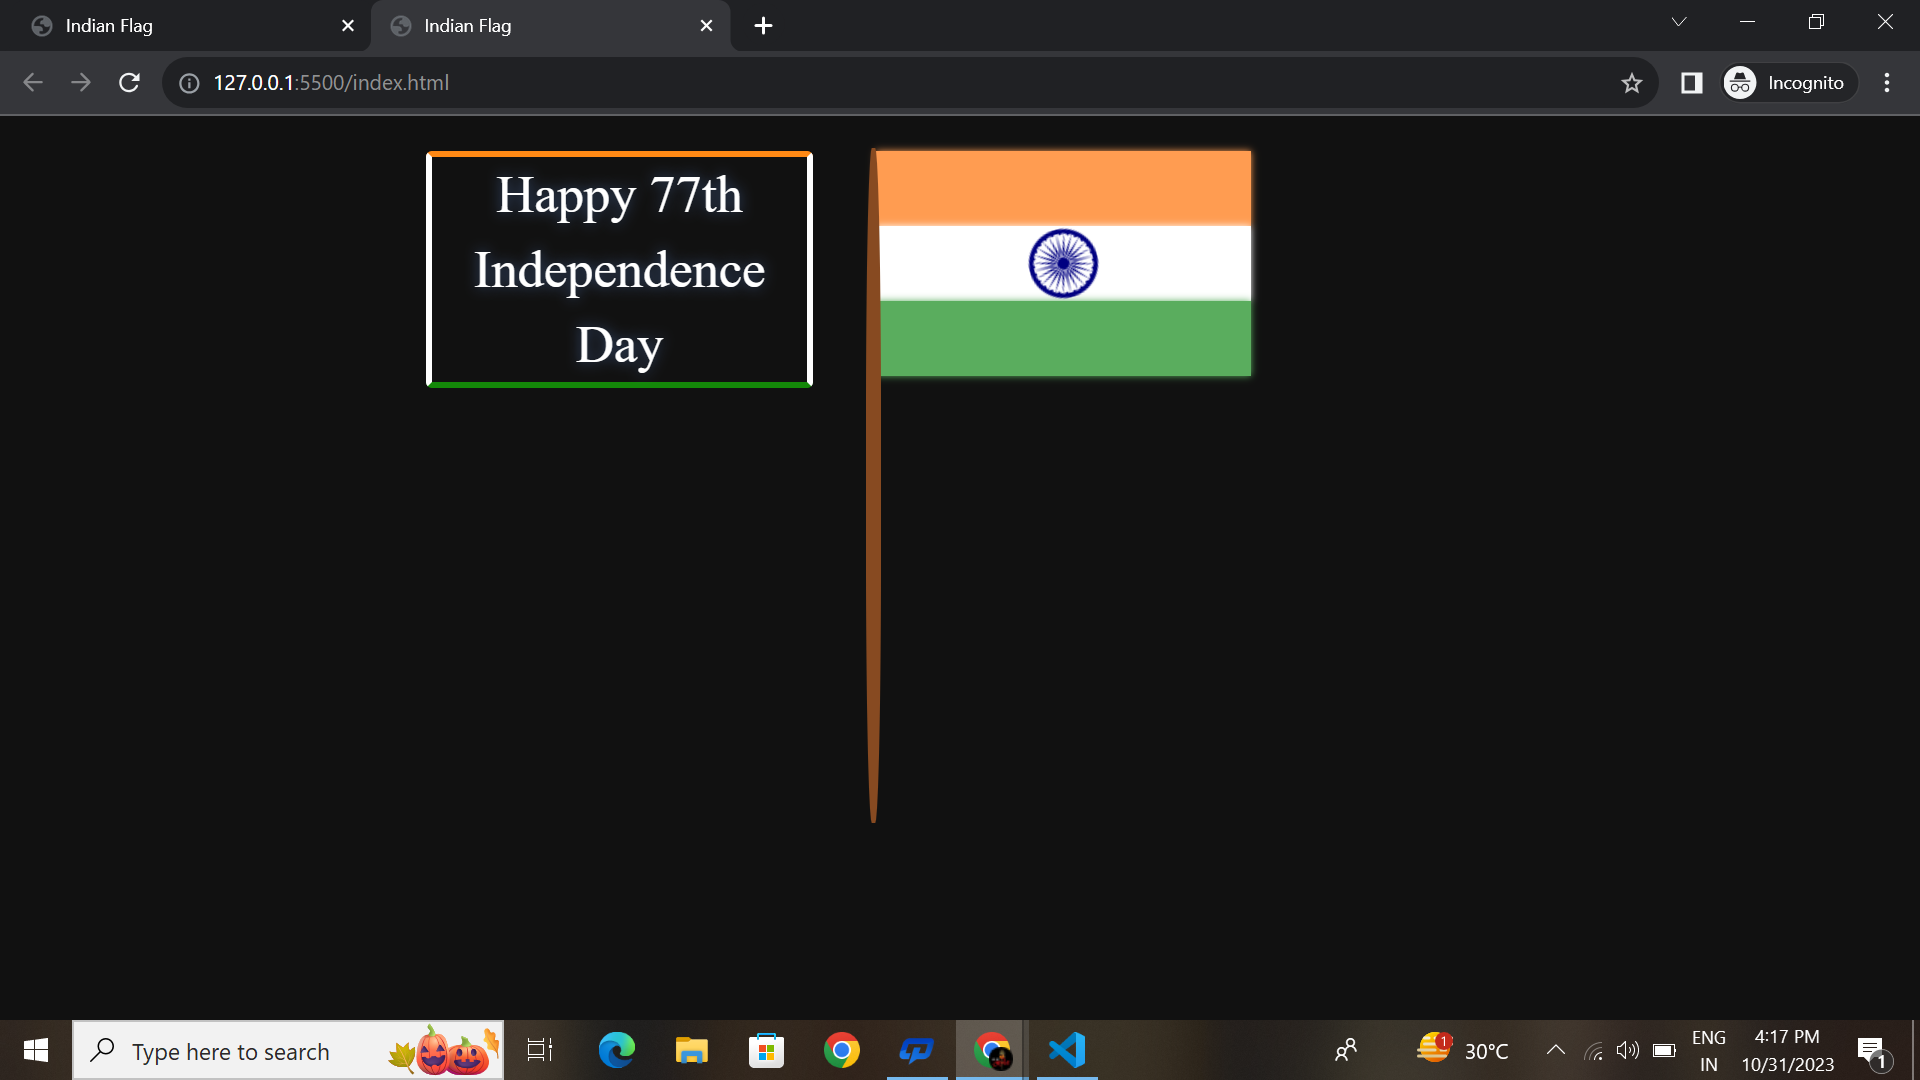 Indian Flag
Indian Flag
127.0.0.1:5500/index.html
Incognito
Happy 77th
Independence
Day
Type here to search
1
30°C
ENG
IN
4:17 PM
10/31/2023
1